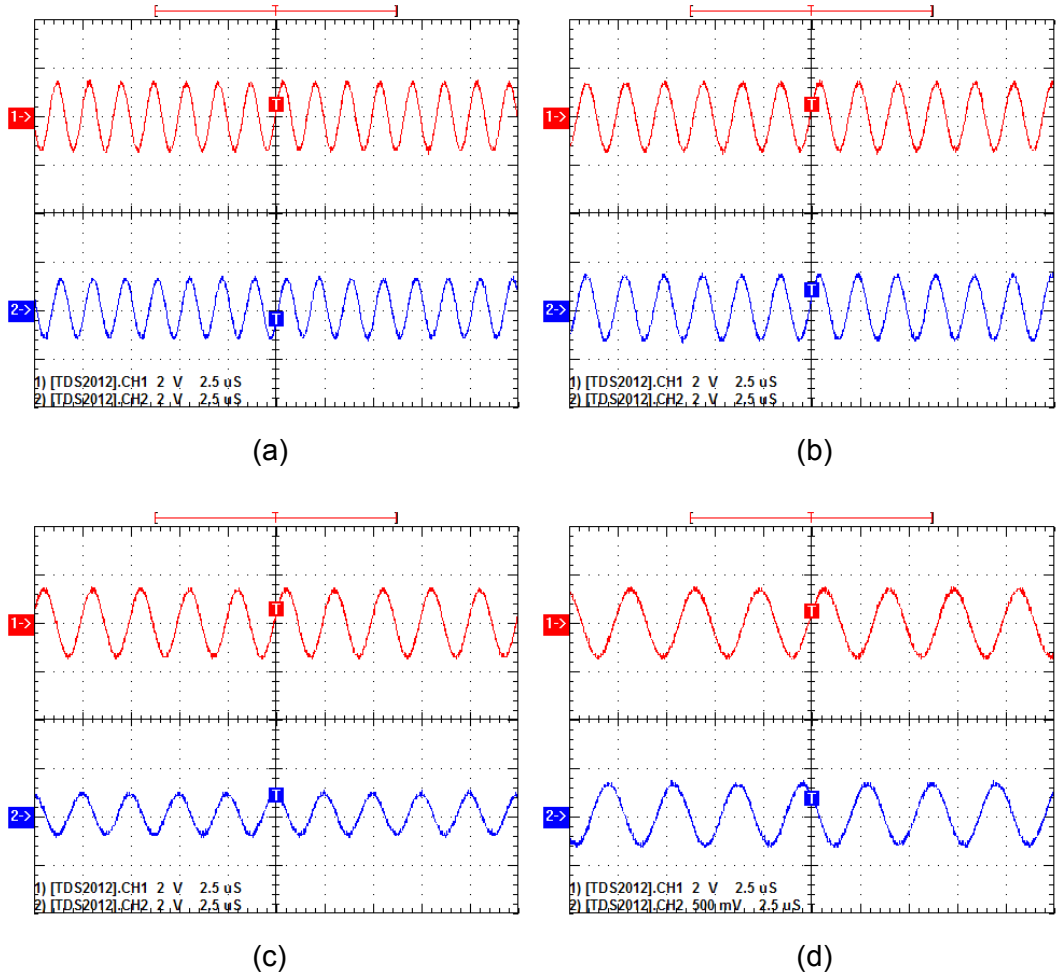 T
T
1->
T
1->
T
2->
T
2->
T
1) [TDS2012].CH1 2 V 2.5 uS
2) [TDS2012].CH2 2 V 2.5 uS
1) [TDS2012].CH1 2 V 2.5 uS
2) [TDS2012].CH2 2 V 2.5 uS
(a)
(b)
T
T
1->
T
1->
T
2->
T
2->
T
1) [TDS2012].CH1 2 V 2.5 uS
2) [TDS2012].CH2 2 V 2.5 uS
1) [TDS2012].CH1 2 V 2.5 uS
2) [TDS2012].CH2 500 mV 2.5 uS
(c)
(d)